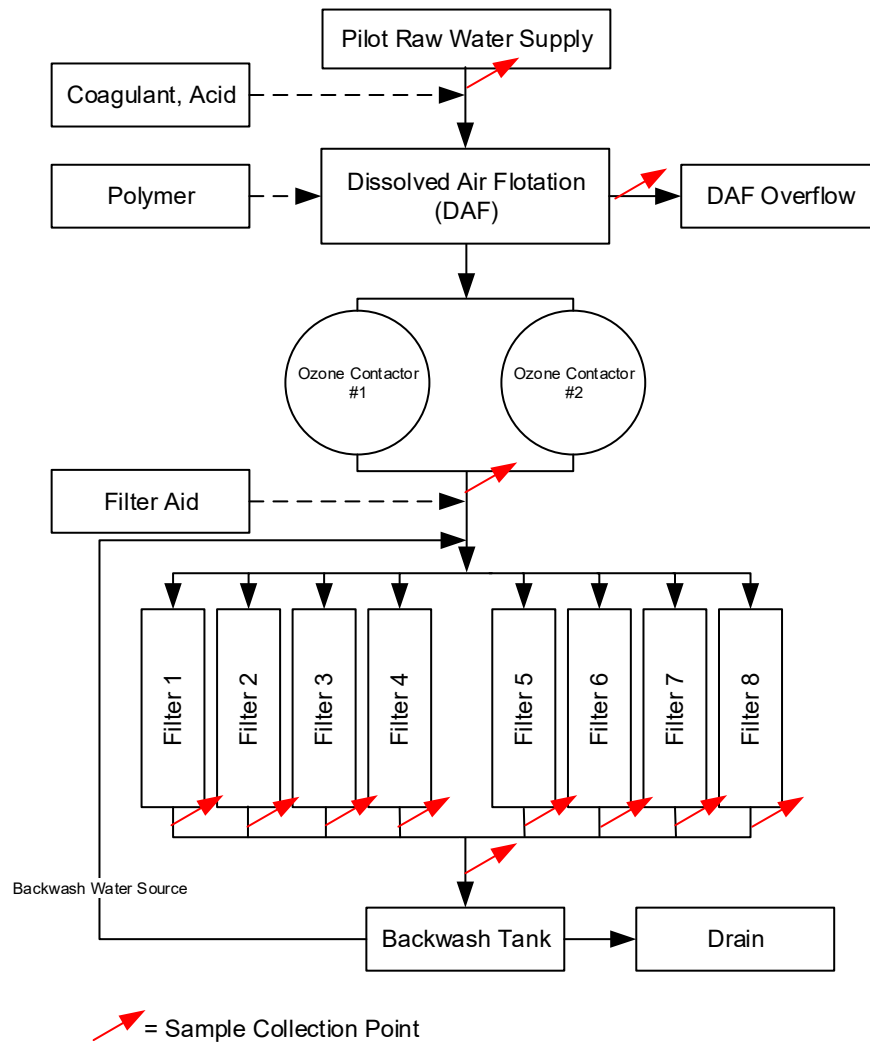 Pilot Raw Water Supply
Coagulant, Acid
Dissolved Air Flotation
(DAF)
Polymer
DAF Overflow
Ozone Contactor
#1
Ozone Contactor
#2
Filter Aid
Filter 1
Filter 2
Filter 3
Filter 4
Filter 5
Filter 6
Filter 7
Filter 8
Backwash Water Source
Backwash Tank
Drain
= Sample Collection Point